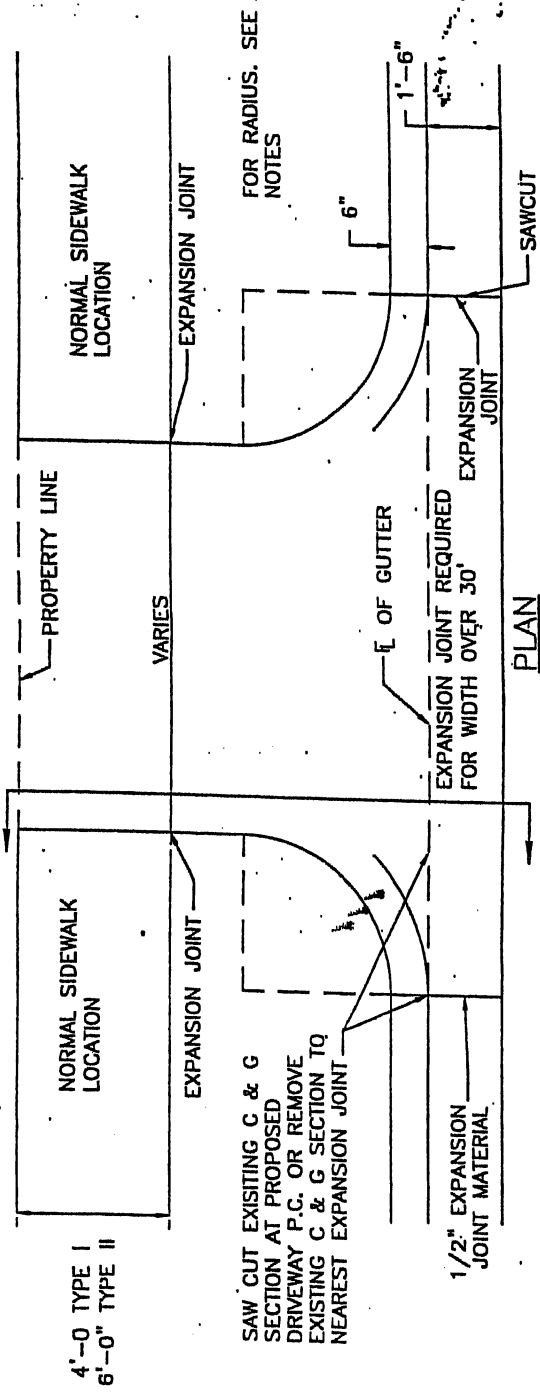 4'-0 TYPE I
6'-0" TYPE II
NORMAL SIDEWALK
LOCATION
PROPERTY LINE
NORMAL SIDEWALK
LOCATION
VARIES
EXPANSION JOINT
EXPANSION JOINT
FOR RADIUS. SEE
NOTES
SAW CUT EXISITING C & G
SECTION AT PROPOSED
DRIVEWAY P.C. OR REMOVE
EXISTING C & G SECTION TO
NEAREST EXPANSION JOINT
6"
1'-6"
OF GUTTER
EXPANSION JOINT REQUIRED
FOR WIDTH OVER 30'
EXPANSION
JOINT
SAWCUT
1/2" EXPANSION
JOINT MATERIAL
PLAN